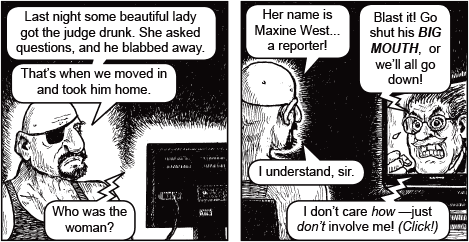 Last night some beautiful lady
got the judge drunk. She asked
questions, and he blabbed away.
That's when we moved in
and took him home.
Who was the
woman?
Her name is
Maxine West...
a reporter!
Blast it! Go
shut his BIG
MOUTH, or
we'll all go
down!
I understand, sir.
I don't care how —just
don't involve me! (Click!)